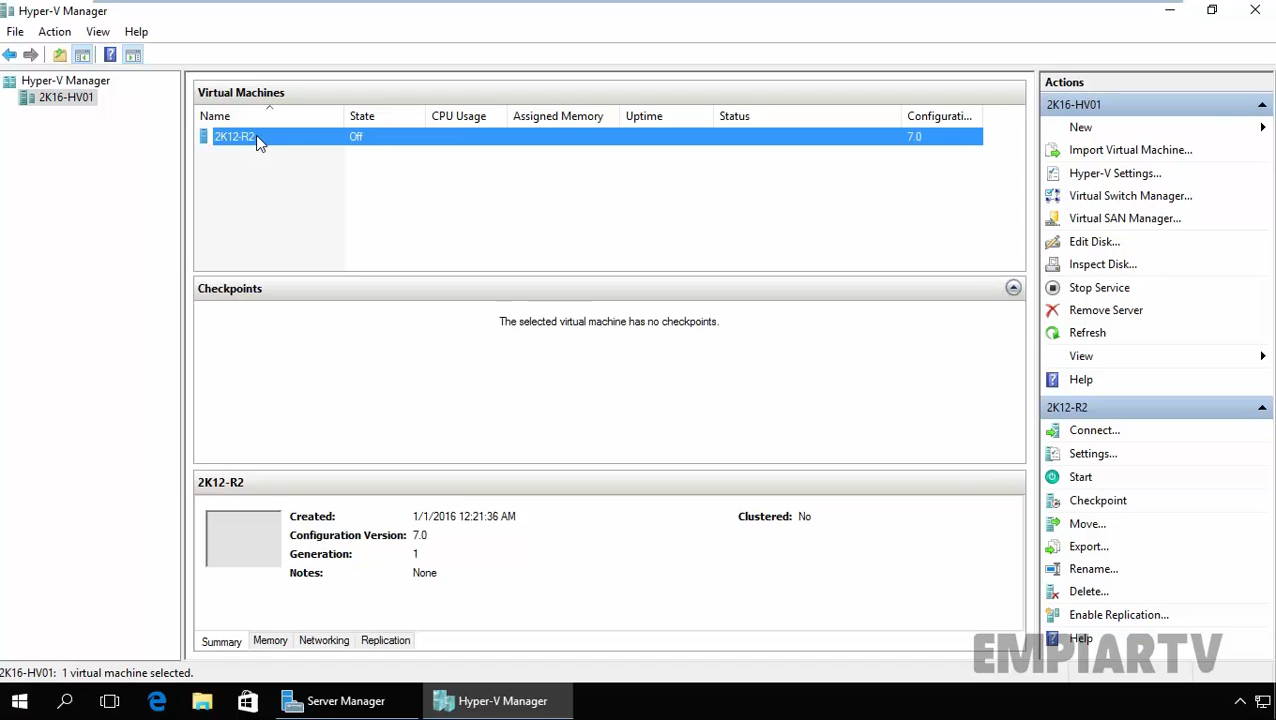 Hyper-V Manager
File Action View Help
Hyper-V Manager
2K16-HV01
Virtual Machines
Name State CPU Usage Assigned Memory Uptime Status Configurati...
2K12-R2 Off 7.0
Checkpoints
The selected virtual machine has no checkpoints.
2K12-R2
Created: 1/1/2016 12:21:36 AM Clustered: No
Configuration Version: 7.0
Generation: 1
Notes: None
Summary Memory Networking Replication
Actions
2K16-HV01
New
Import Virtual Machine...
Hyper-V Settings...
Virtual Switch Manager...
Virtual SAN Manager...
Edit Disk...
Inspect Disk...
Stop Service
Remove Server
Refresh
View
Help
2K12-R2
Connect...
Settings...
Start
Checkpoint
Move...
Export...
Rename...
Delete...
Enable Replication...
Help
EMPIARTV
2K16-HV01: 1 virtual machine selected.
Server Manager Hyper-V Manager